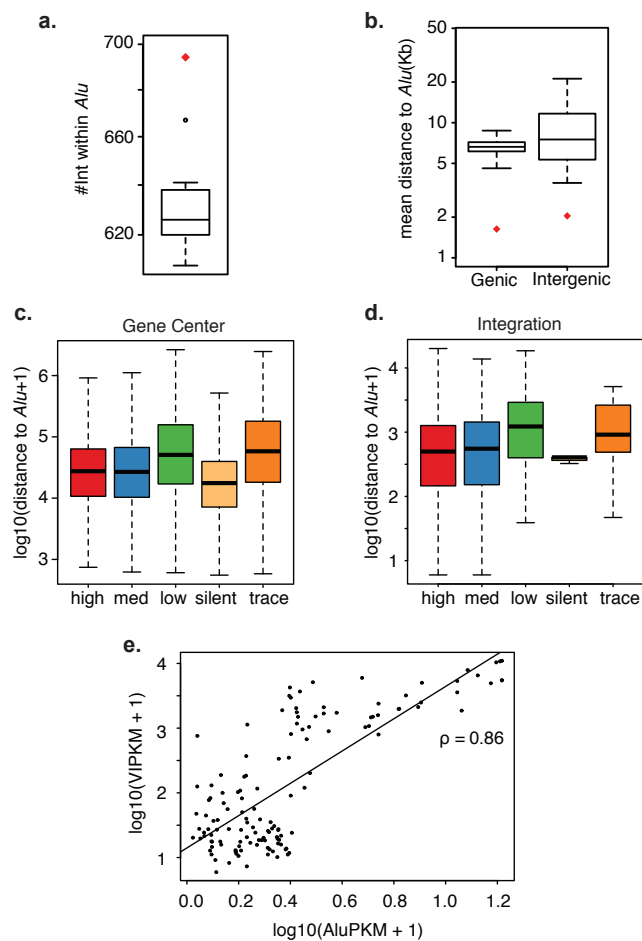 a.
700
660
620
#Int within Alu
b.
50
20
10
5
2
1
mean distance to Alu(Kb)
Genic Intergenic
c.
Gene Center
6
5
4
3
log10(distance to Alu+1)
high med low silent trace
d.
Integration
4
3
2
1
log10(distance to Alu+1)
high med low silent trace
e.
4
3
2
1
log10(VIPKM + 1)
ρ = 0.86
0.0 0.2 0.4 0.6 0.8 1.0 1.2
log10(AluPKM + 1)